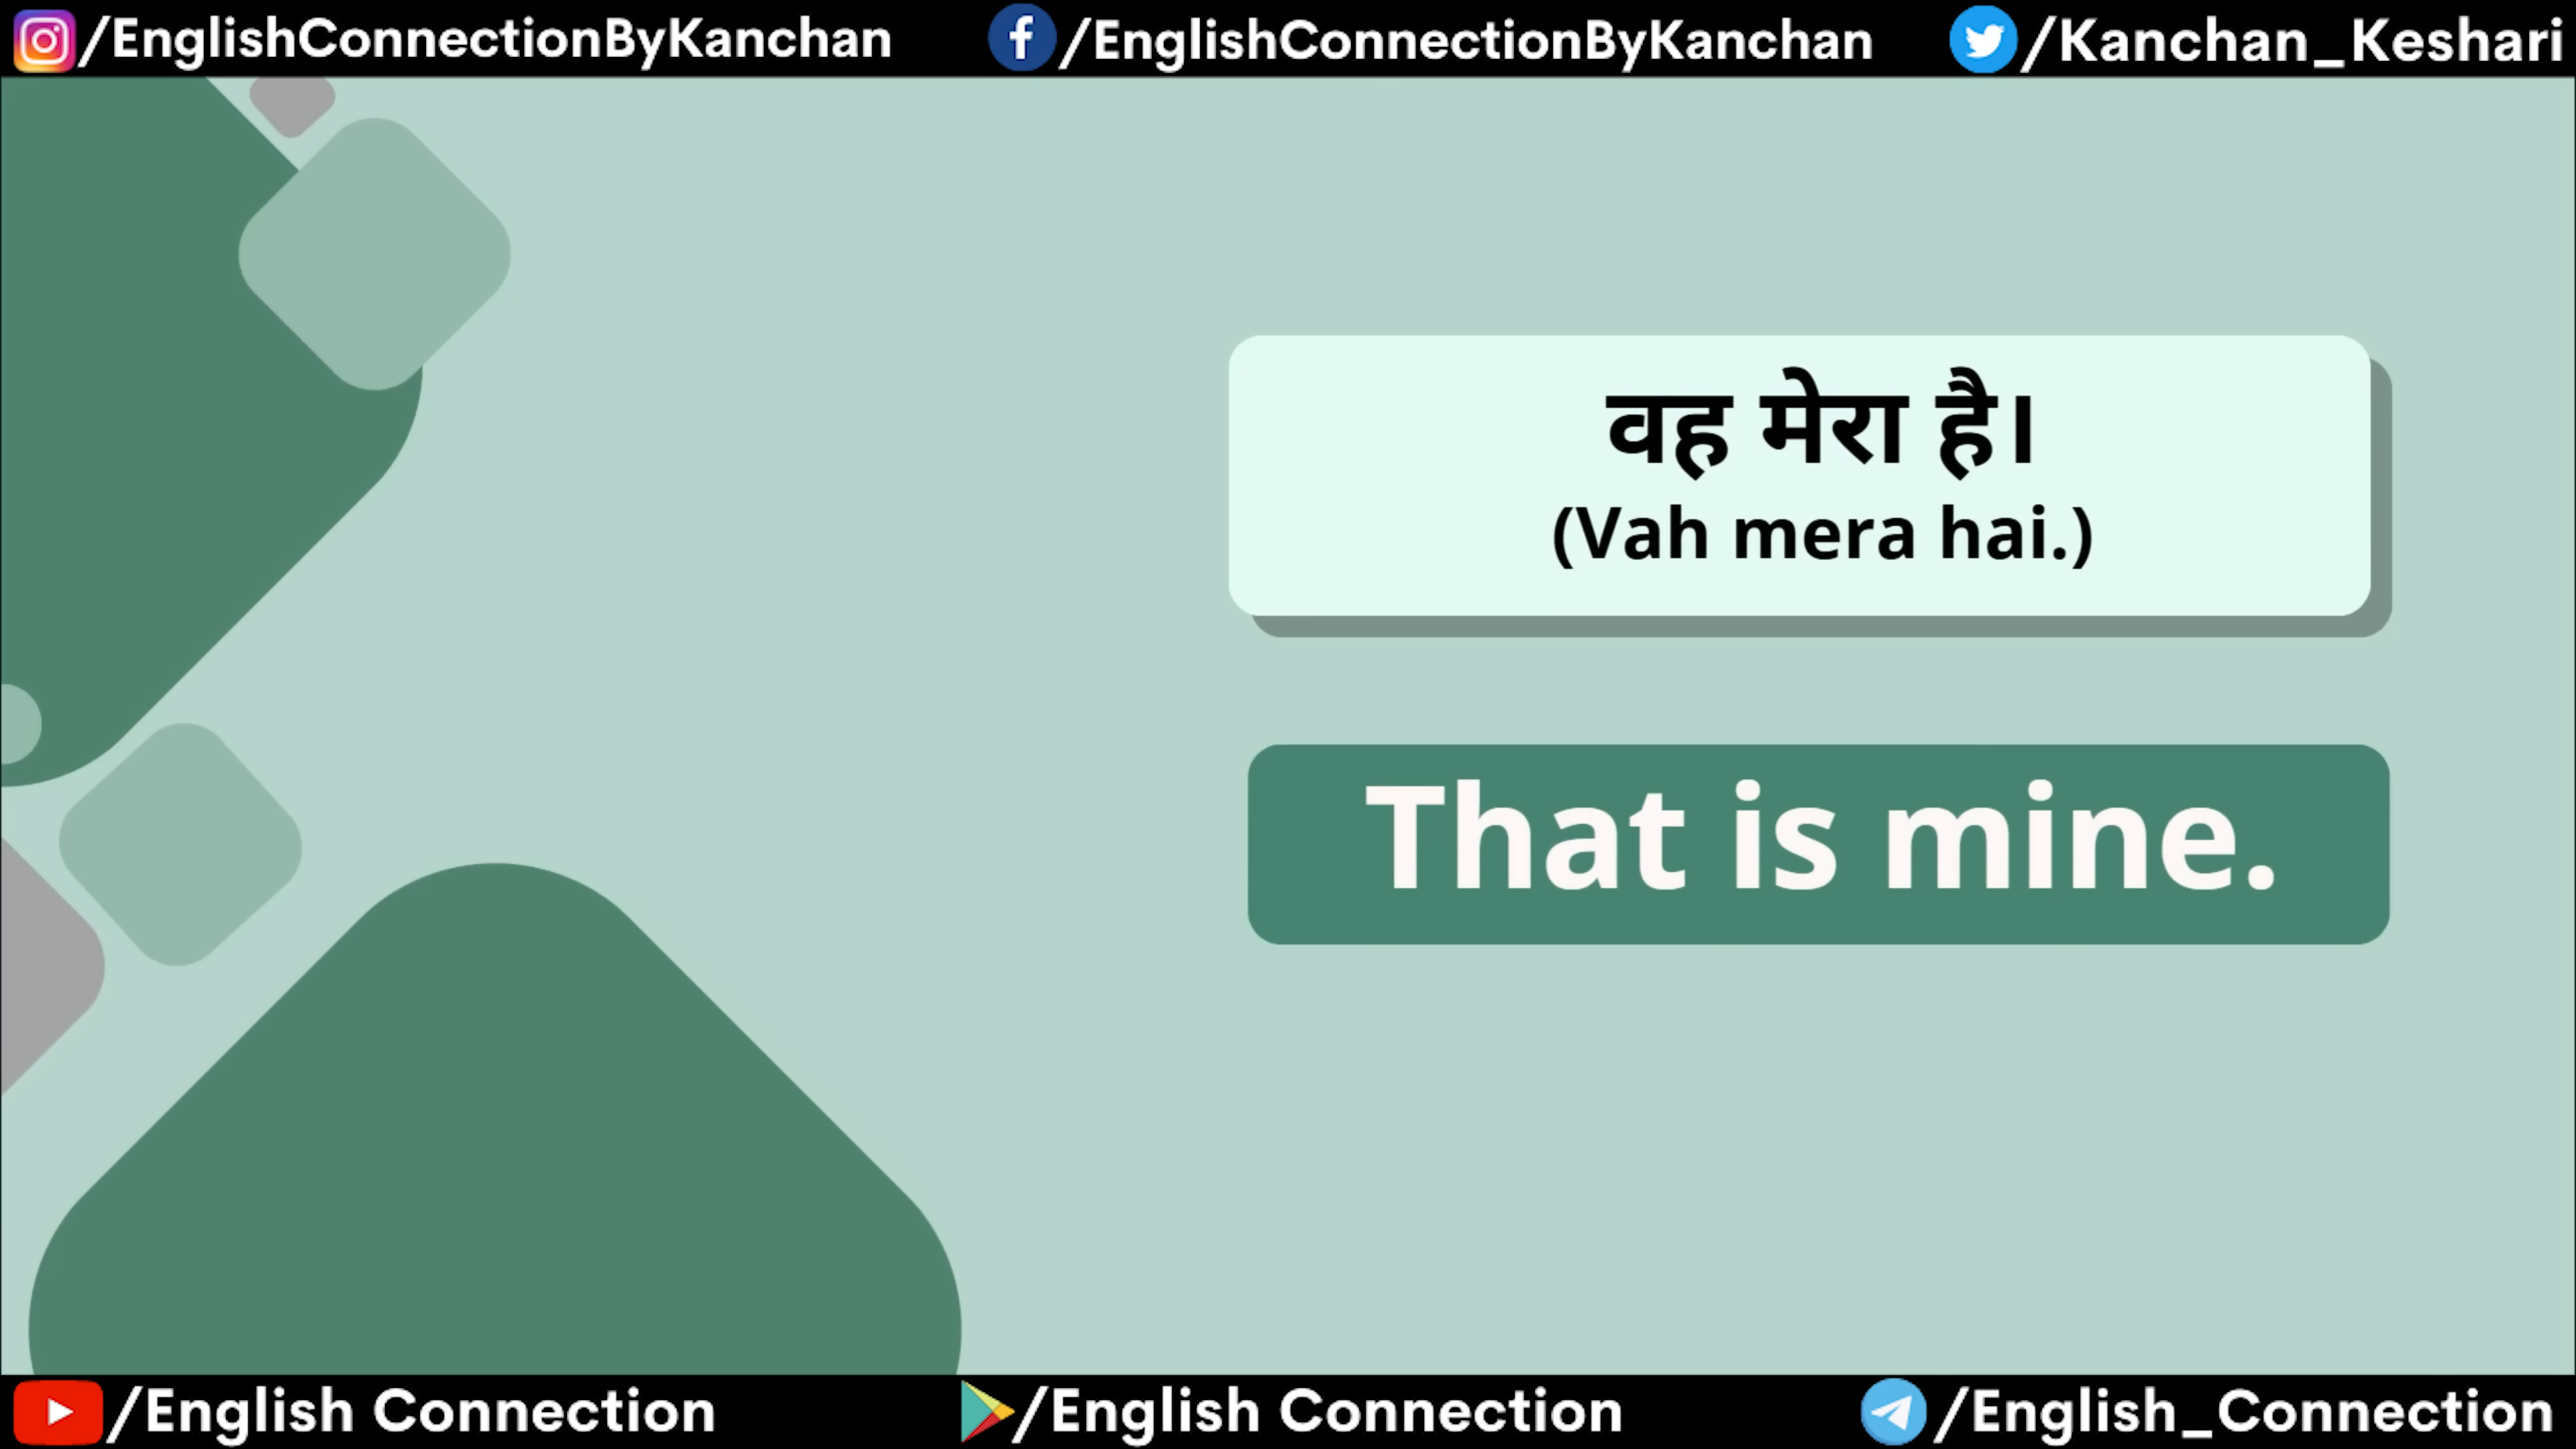 /EnglishConnectionByKanchan /EnglishConnectionByKanchan /Kanchan_Keshari
वह मेरा है।
(Vah mera hai.)
That is mine.
/English Connection /English Connection /English_Connection